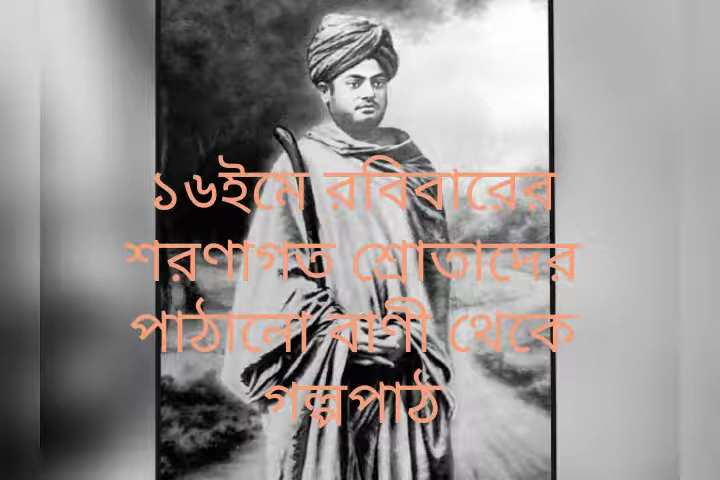 ১৬ইমে রবিবারের
শরণাগত শ্রোতাদের
পাঠানো বাণী থেকে
গল্পপাঠ